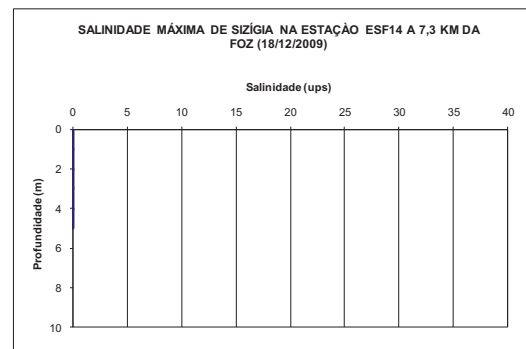 SALINIDADE MÁXIMA DE SIZÍGIA NA ESTAÇÀO ESF14 A 7,3 KM DA
FOZ (18/12/2009)
Salinidade (ups)
0 5 10 15 20 25 30 35 40
0
2
4
6
8
10
Profundidade (m)